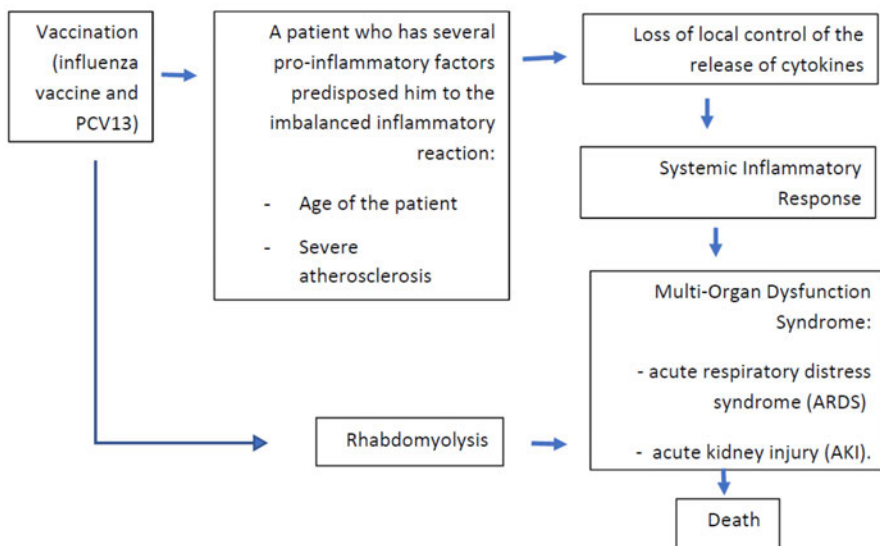 Vaccination
(influenza
vaccine and
PCV13)
A patient who has several
pro-inflammatory factors
predisposed him to the
imbalanced inflammatory
reaction:
- Age of the patient
- Severe
atherosclerosis
Loss of local control of the
release of cytokines
Systemic Inflammatory
Response
Multi-Organ Dysfunction
Syndrome:
- acute respiratory distress
syndrome (ARDS)
- acute kidney injury (AKI).
Rhabdomyolysis
Death